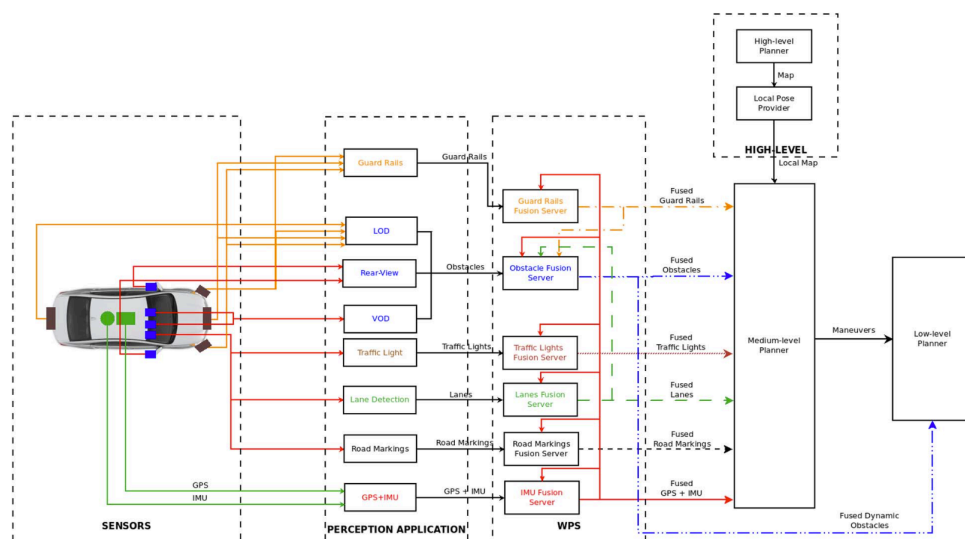 High-level
Planner
Map
Local Pose
Provider
HIGH-LEVEL
Local Map
Guard Rails
Guard Rails
Guard Rails
Fusion Server
Fused
Guard Rails
LOD
Rear-View
Obstacles
Obstacle Fusion
Server
Fused
Obstacles
VOD
Traffic Light
Traffic Lights
Traffic Lights
Fusion Server
Fused
Traffic Lights
Medium-level
Planner
Maneuvers
Low-level
Planner
Lane Detection
Lanes
Lanes Fusion
Server
Fused
Lanes
Road Markings
Road Markings
Road Markings
Fusion Server
Fused
Road Markings
GPS
IMU
GPS+IMU
GPS + IMU
IMU Fusion
Server
Fused
GPS + IMU
Fused Dynamic
Obstacles
SENSORS
PERCEPTION APPLICATION
WPS